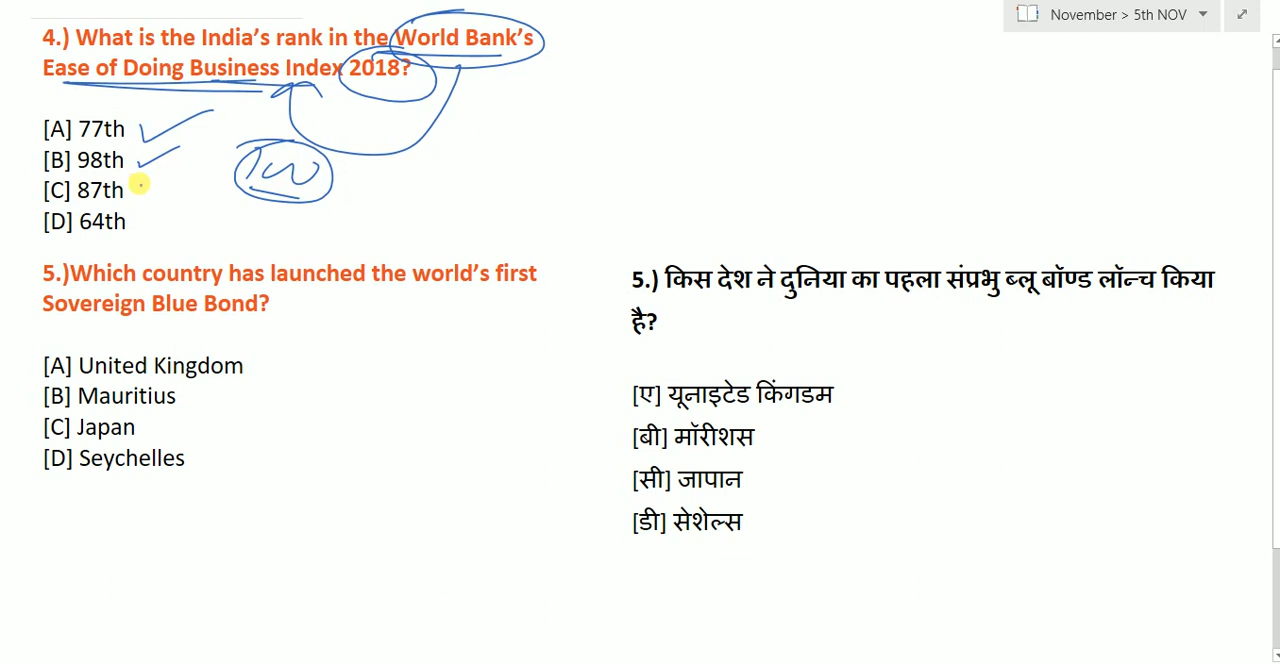 November > 5th NOV
4.) What is the India's rank in the World Bank's
Ease of Doing Business Index 2018?
[A] 77th
[B] 98th
[C] 87th
[D] 64th
100
5.)Which country has launched the world's first
Sovereign Blue Bond?
[A] United Kingdom
[B] Mauritius
[C] Japan
[D] Seychelles
5.) किस देश ने दुनिया का पहला संप्रभु ब्लू बॉण्ड लॉन्च किया
है?
[ए] यूनाइटेड किंगडम
[बी] मॉरीशस
[सी] जापान
[डी] सेशेल्स